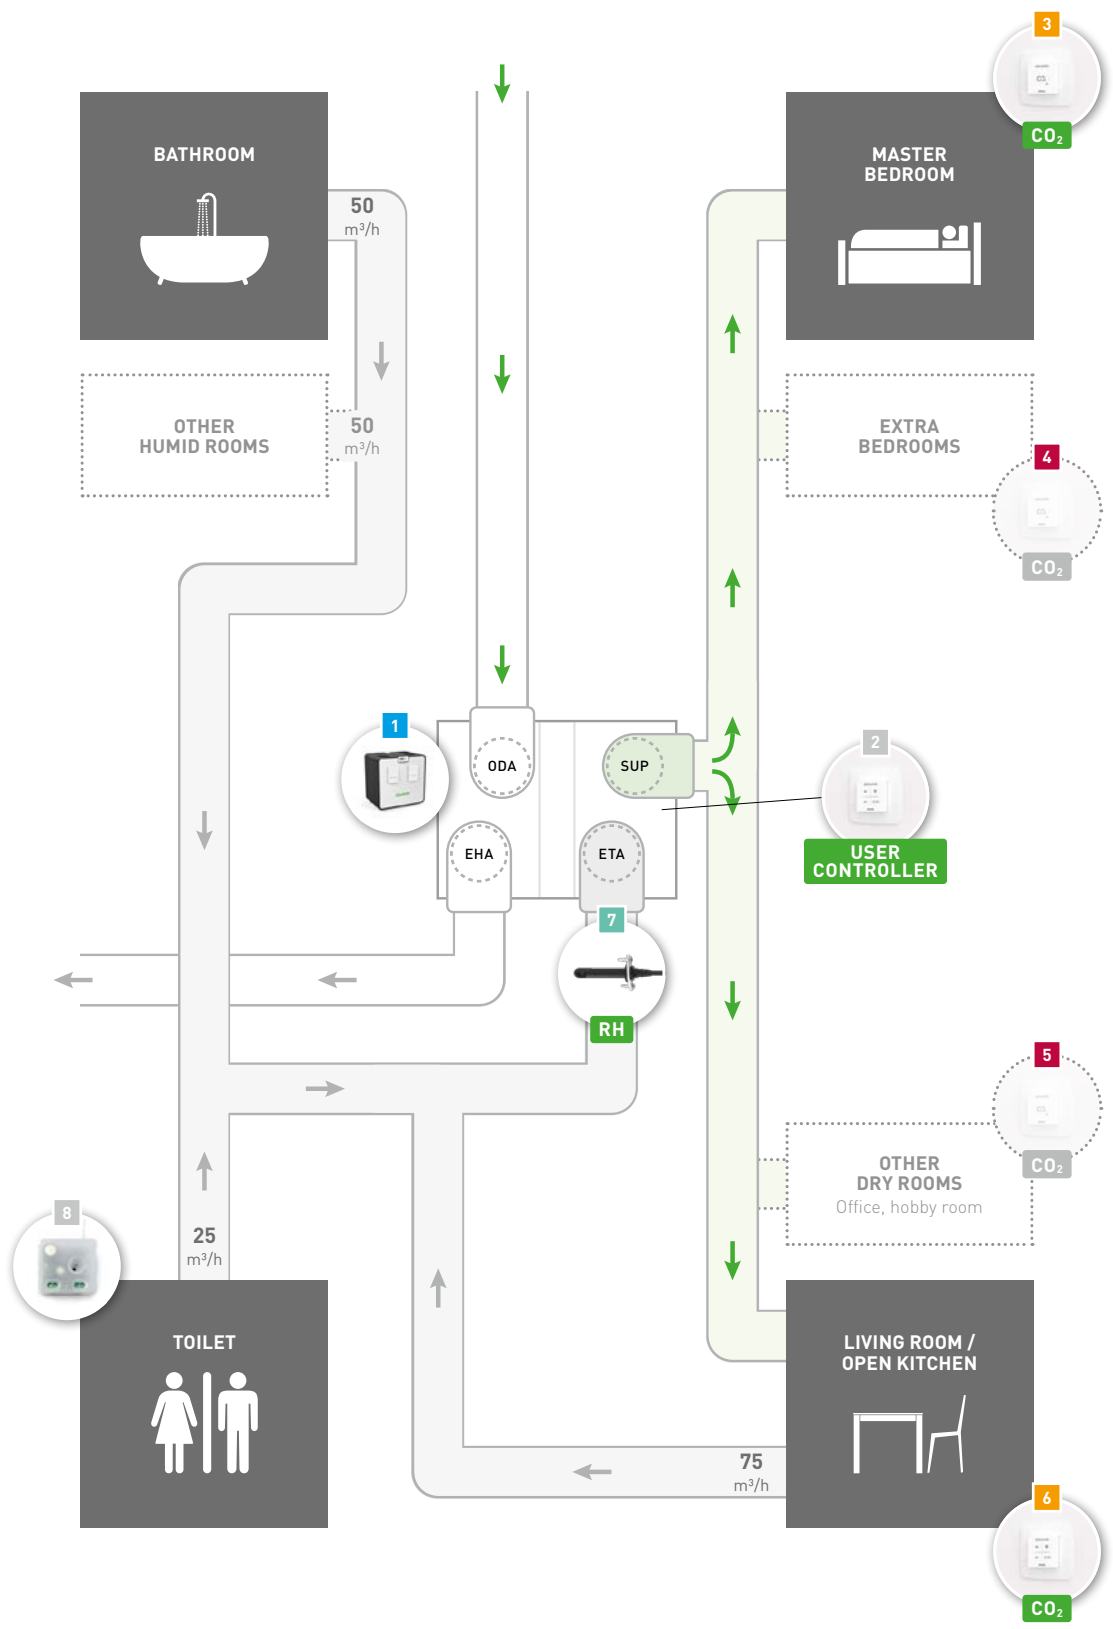 3
CO₂
BATHROOM
MASTER
BEDROOM
50
m³/h
OTHER
HUMID ROOMS
50
m³/h
EXTRA
BEDROOMS
4
CO₂
1
ODA
SUP
2
EHA
ETA
USER
CONTROLLER
7
RH
5
CO₂
OTHER
DRY ROOMS
Office, hobby room
8
25
m³/h
TOILET
LIVING ROOM /
OPEN KITCHEN
75
m³/h
6
CO₂